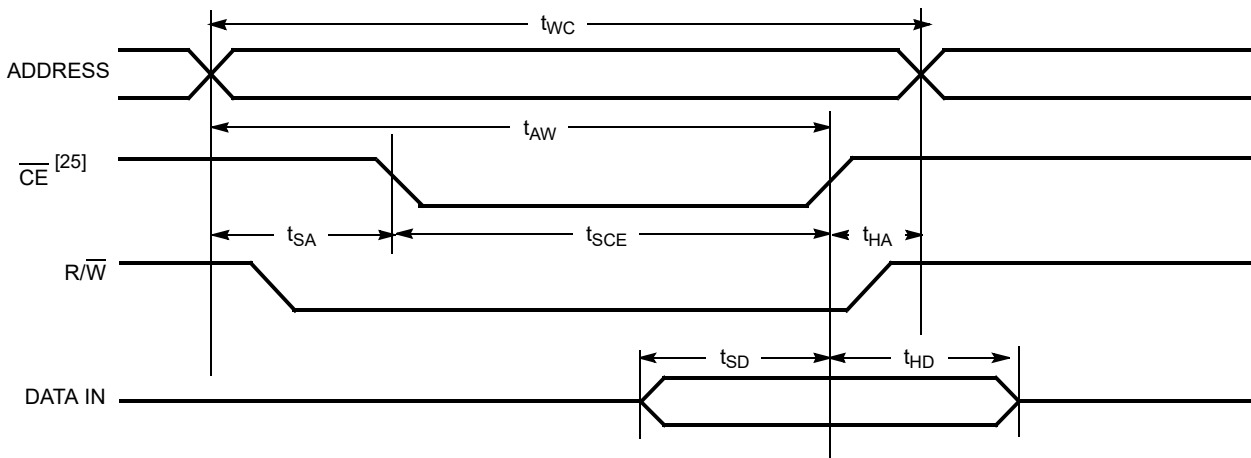 tWC
ADDRESS
tAW
CE [25]
tSA tSCE tHA
R/W
tSD tHD
DATA IN